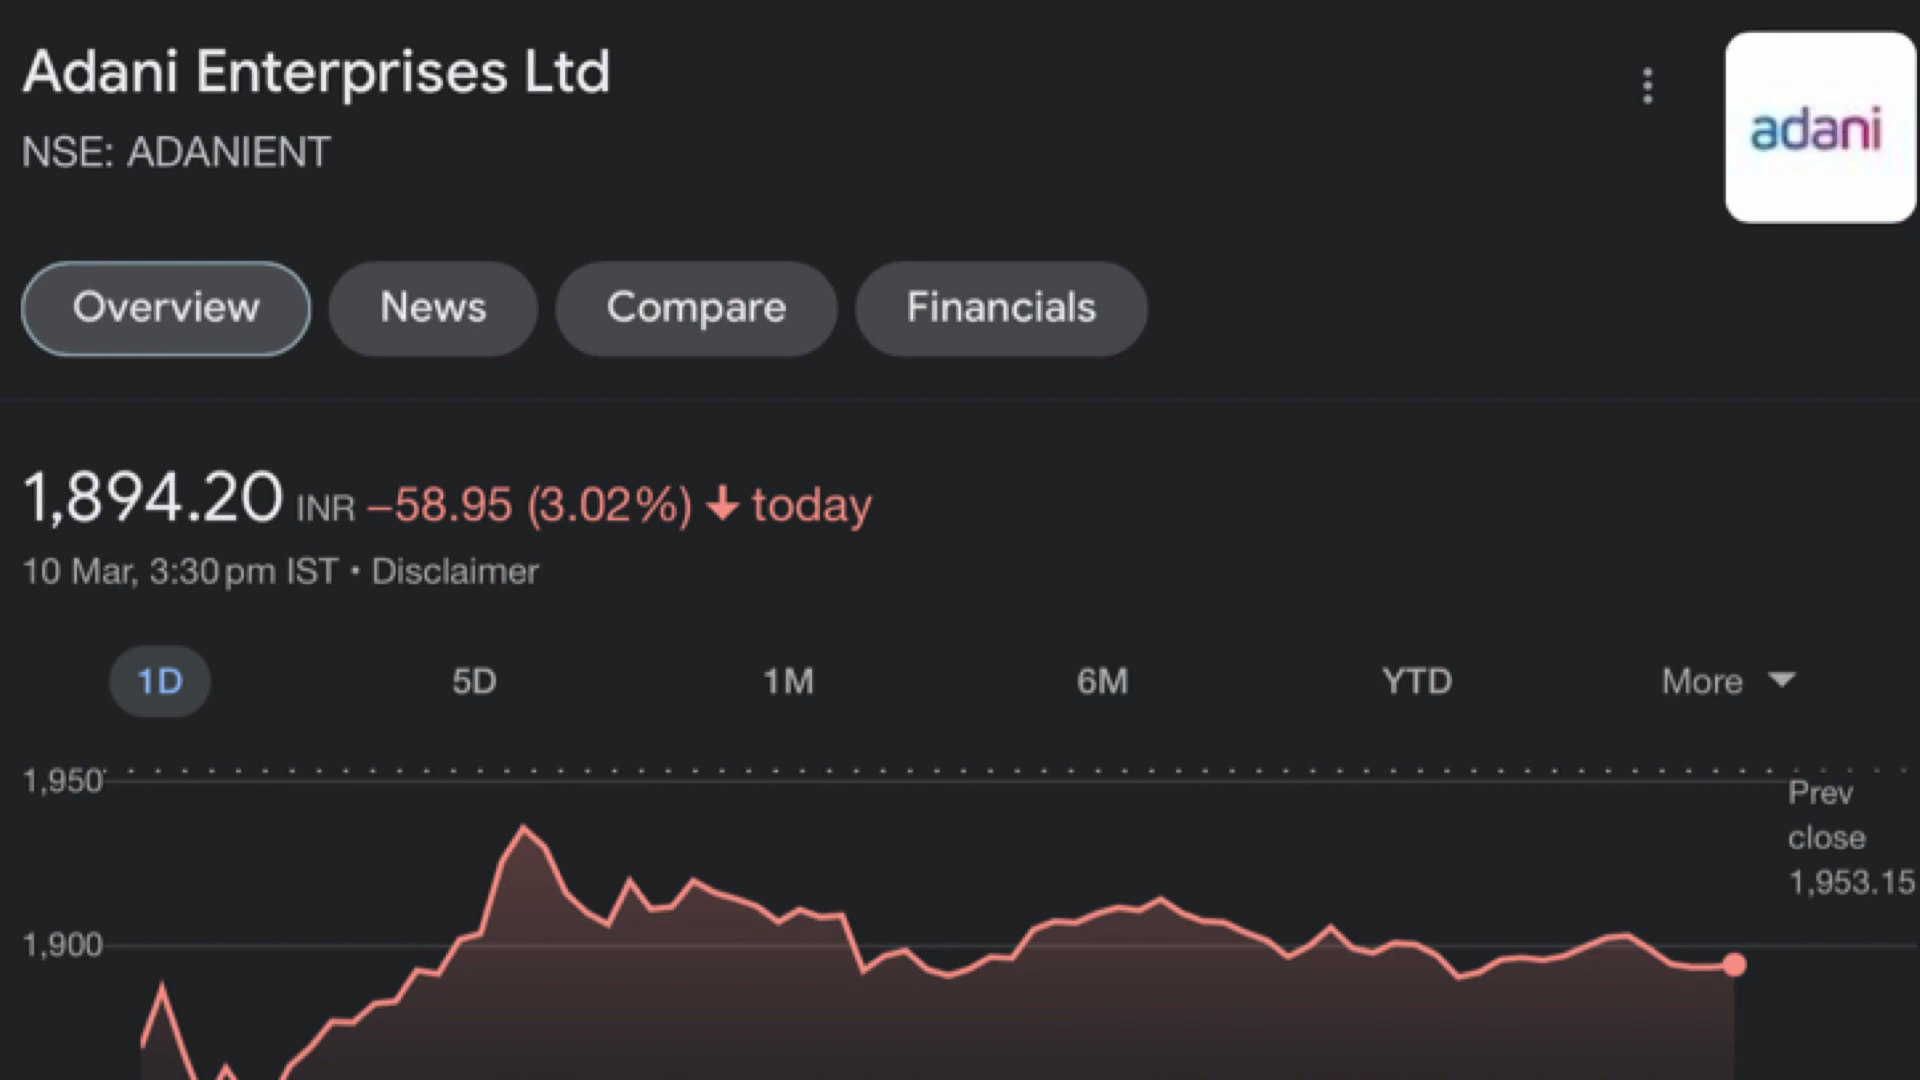 Adani Enterprises Ltd
NSE: ADANIENT
adani
Overview News Compare Financials
1,894.20 INR –58.95 (3.02%) ↓ today
10 Mar, 3:30 pm IST • Disclaimer
1D 5D 1M 6M YTD More
1,950
Prev
close
1,953.15
1,900